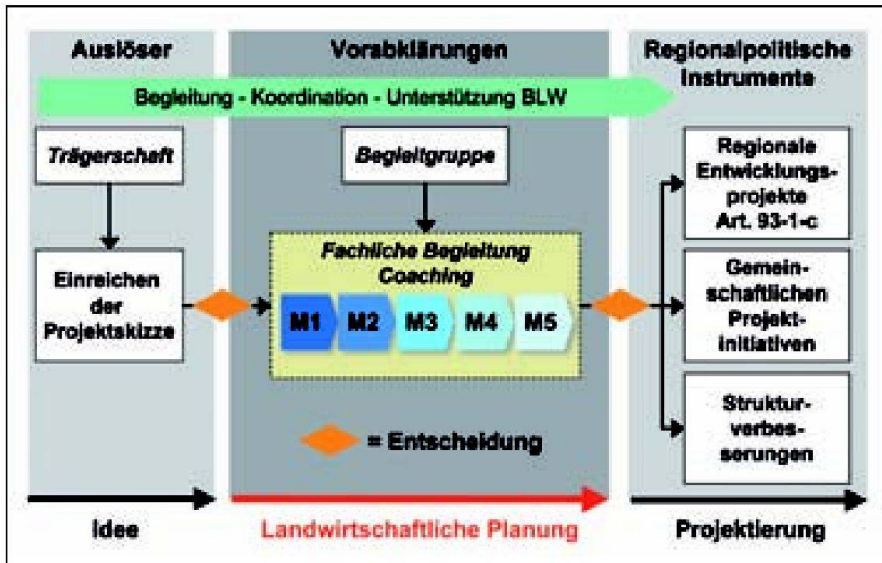 Auslöser
Vorabklärungen
Regionalpolitische
Instrumente
Begleitung - Koordination - Unterstützung BLW
Trägerschaft
Begleitgruppe
Regionale
Entwicklungs-
projekte
Art. 93-1-c
Einreichen
der
Projektskizze
Fachliche Begleitung
Coaching
M1 M2 M3 M4 M5
Gemein-
schaftlichen
Projekt-
initiativen
Struktur-
verbes-
serungen
= Entscheidung
Idee
Landwirtschaftliche Planung
Projektierung